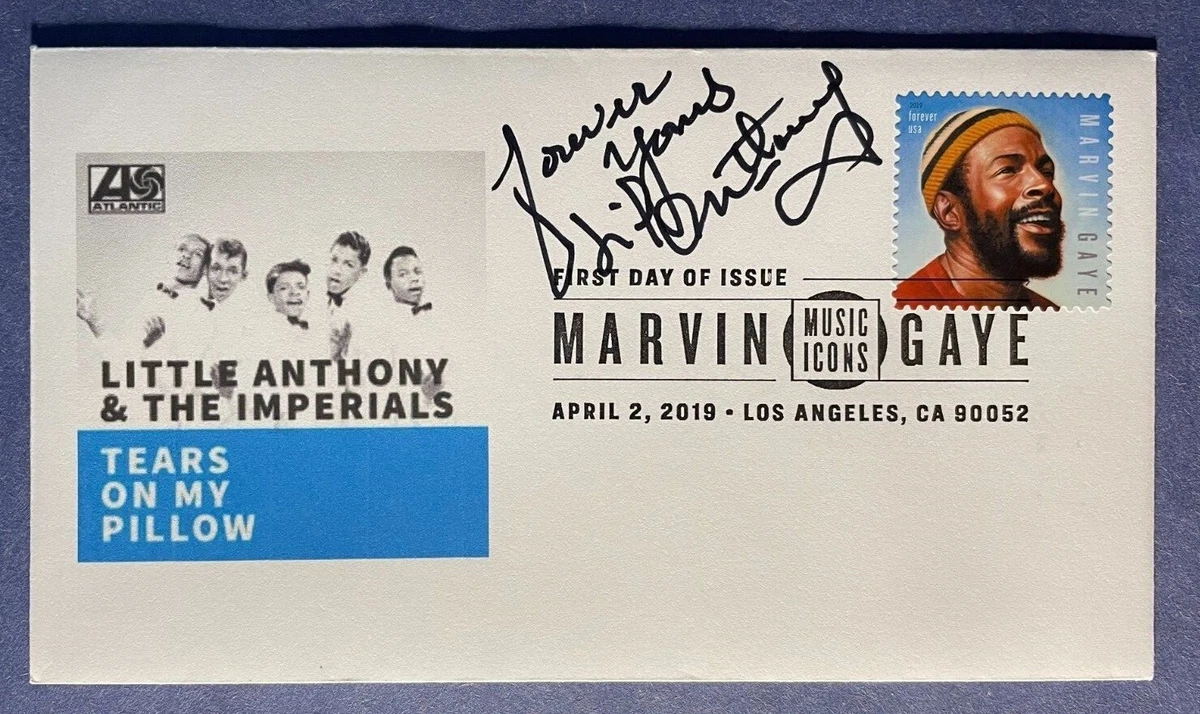 Forever
Yours
Anthony
2019
forever
usa
MARVIN GAYE
ATLANTIC
LITTLE ANTHONY
& THE IMPERIALS
TEARS
ON MY
PILLOW
FIRST DAY OF ISSUE
MARVIN MUSIC ICONS GAYE
APRIL 2, 2019 • LOS ANGELES, CA 90052